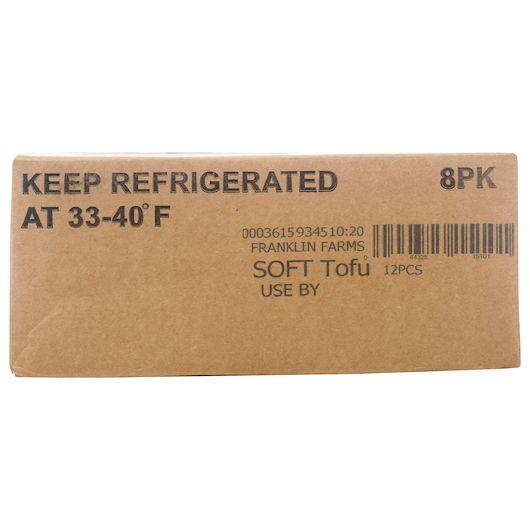 KEEP REFRIGERATED 8PK
AT 33-40°F
0003615934510:20
FRANKLIN FARMS
SOFT Tofu 12PCS
USE BY